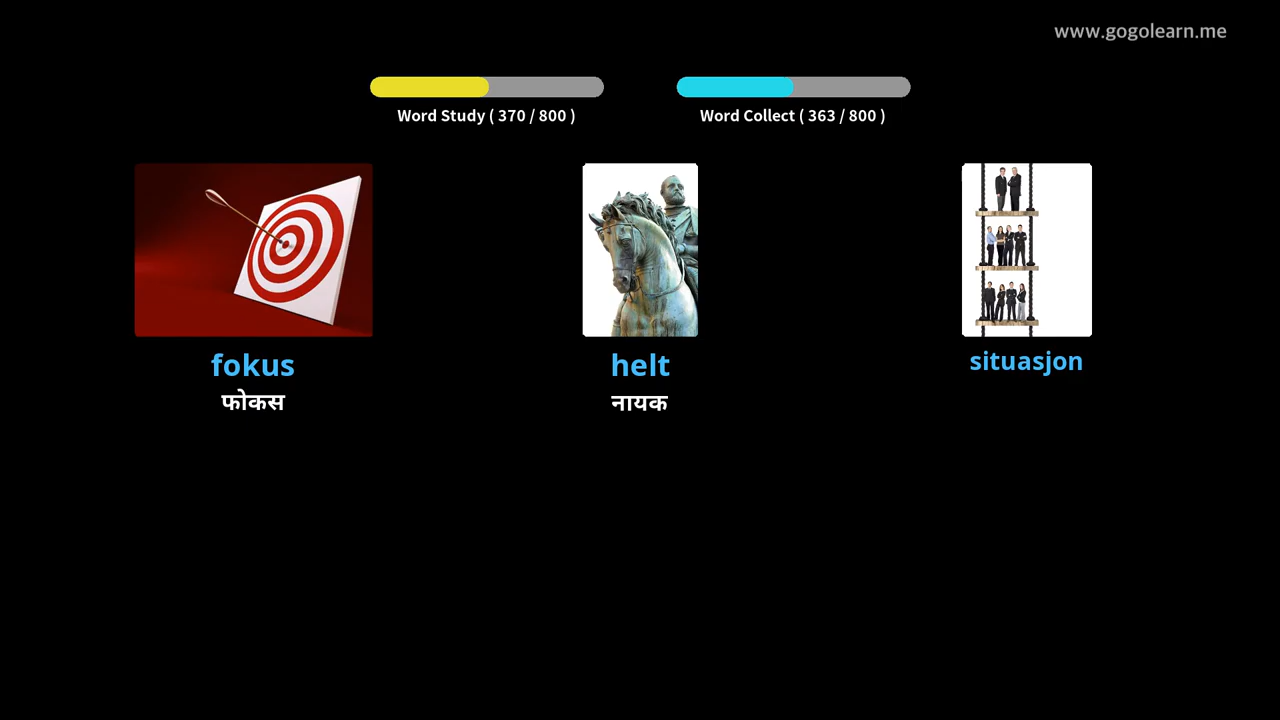 www.gogolearn.me
Word Study ( 370 / 800 )
Word Collect ( 363 / 800 )
fokus
फोकस
helt
नायक
situasjon